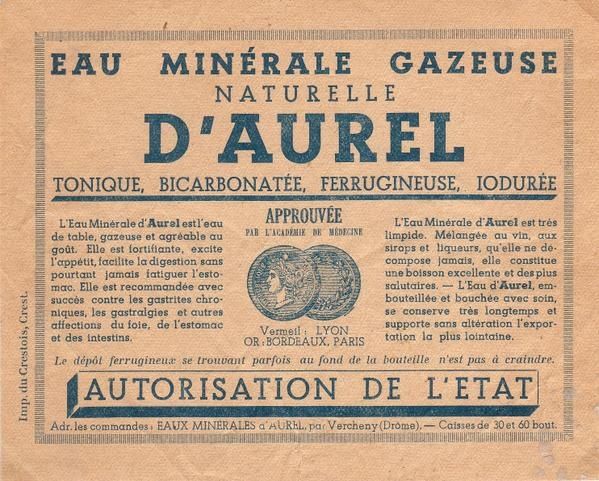 EAU MINÉRALE GAZEUSE
NATURELLE
D'AUREL
TONIQUE, BICARBONATÉE, FERRUGINEUSE, IODURÉE
L'Eau Minérale d'Aurel est l'eau
de table, gazeuse et agréable au
goût. Elle est fortifiante, excite
l'appétit, facilite la digestion sans
pourtant jamais fatiguer l'esto-
mac. Elle est recommandée avec
succès contre les gastrites chro-
niques, les gastralgies et autres
affections du foie, de l'estomac
et des intestins.
APPROUVÉE
PAR L'ACADÉMIE DE MÉDECINE
Vermeil : LYON
OR : BORDEAUX, PARIS
L'Eau Minérale d'Aurel est très
limpide. Mélangée au vin, aux
sirops et liqueurs, qu'elle ne dé-
compose jamais, elle constitue
une boisson excellente et des plus
salutaires. — L'Eau d'Aurel, em-
bouteillée et bouchée avec soin,
se conserve très longtemps et
supporte sans altération l'expor-
tation la plus lointaine.
Le dépôt ferrugineux se trouvant parfois au fond de la bouteille n'est pas à craindre.
AUTORISATION DE L'ETAT
Adr. les commandes : EAUX MINÉRALES d'AUREL, par Vercheny (Drôme). — Caisses de 30 et 60 bout.
Imp. du Crestois, Crest.